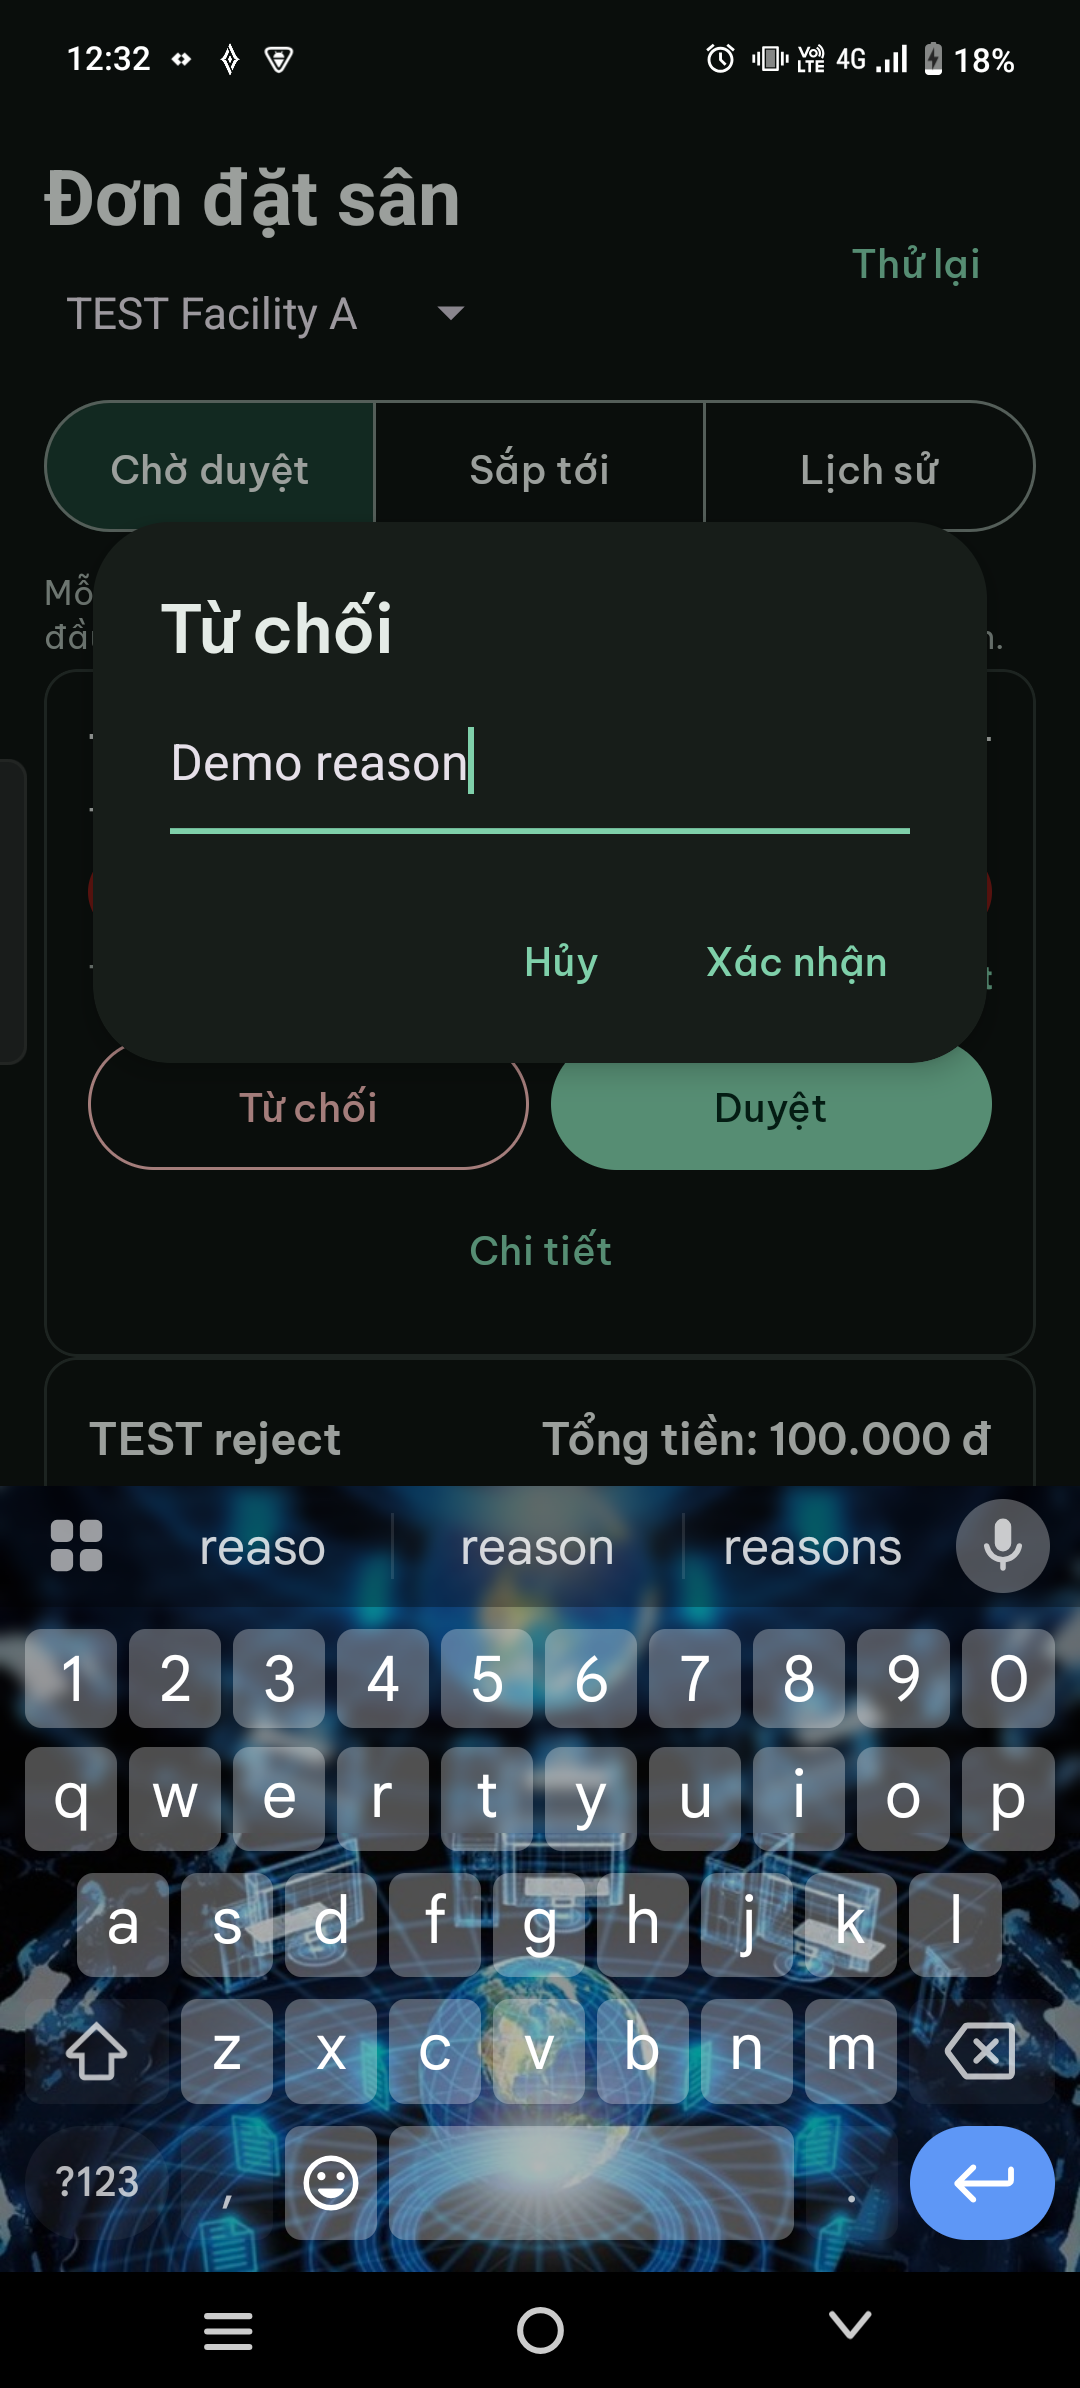 12:32 4G 18%
Đơn đặt sân
Thử lại
TEST Facility A
Chờ duyệt Sắp tới Lịch sử
Từ chối
Demo reason
Hủy Xác nhận
Từ chối Duyệt
Chi tiết
TEST reject Tổng tiền: 100.000 đ
reaso reason reasons
1 2 3 4 5 6 7 8 9 0
q w e r t y u i o p
a s d f g h j k l
z x c v b n m
?123 , .